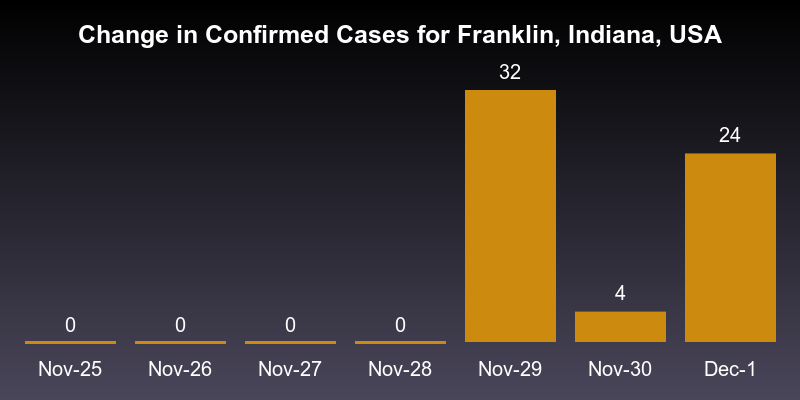 Change in Confirmed Cases for Franklin, Indiana, USA
32
24
4
0 0 0 0
Nov-25 Nov-26 Nov-27 Nov-28 Nov-29 Nov-30 Dec-1